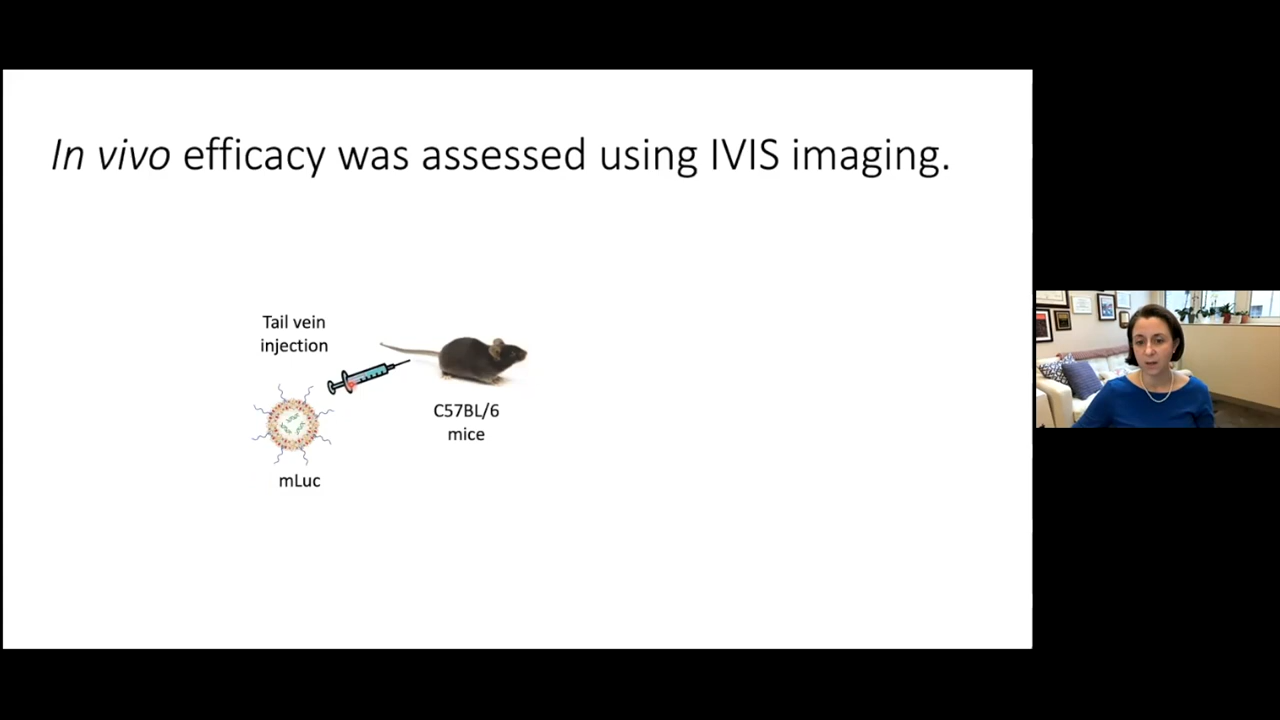 In vivo efficacy was assessed using IVIS imaging.
Tail vein
injection
C57BL/6
mice
mLuc